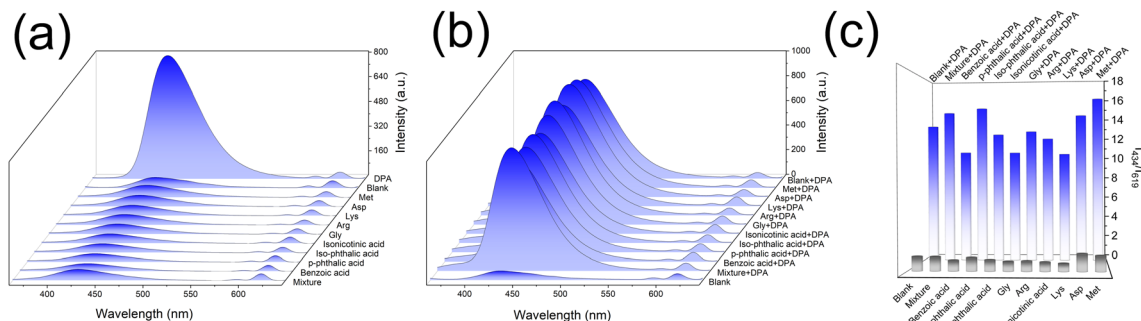 (a)
800
640
480
320
160
Intensity (a.u.)
DPA
Blank
Met
Asp
Lys
Arg
Gly
Isonicotinic acid
Iso-phthalic acid
p-phthalic acid
Benzoic acid
Mixture
400
450
500
550
600
Wavelength (nm)
(b)
1000
800
600
400
200
0
Intensity (a.u.)
Blank+DPA
Met+DPA
Asp+DPA
Lys+DPA
Arg+DPA
Gly+DPA
Isonicotinic acid+DPA
Iso-phthalic acid+DPA
p-phthalic acid+DPA
Benzoic acid+DPA
Mixture+DPA
Blank
400
450
500
550
600
Wavelength (nm)
(c)
Blank+DPA
Mixture+DPA
Benzoic acid+DPA
p-phthalic acid+DPA
Iso-phthalic acid+DPA
Isonicotinic acid+DPA
Gly+DPA
Arg+DPA
Lys+DPA
Asp+DPA
Met+DPA
18
16
14
12
10
8
6
4
2
0
I434/I619
Blank
Mixture
Benzoic acid
phthalic acid
phthalic acid
Gly
Arg
nicotinic acid
Lys
Asp
Met